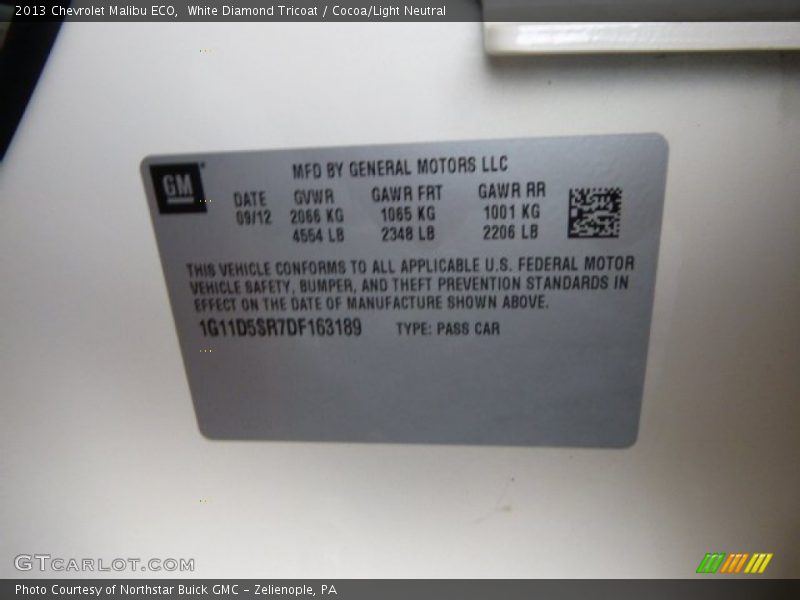 2013 Chevrolet Malibu ECO,  White Diamond Tricoat / Cocoa/Light Neutral
GM
MFD BY GENERAL MOTORS LLC
DATE GVWR GAWR FRT GAWR RR
09/12 2066 KG 1065 KG 1001 KG
4554 LB 2348 LB 2206 LB
THIS VEHICLE CONFORMS TO ALL APPLICABLE U.S. FEDERAL MOTOR
VEHICLE SAFETY, BUMPER, AND THEFT PREVENTION STANDARDS IN
EFFECT ON THE DATE OF MANUFACTURE SHOWN ABOVE.
1G11D5SR7DF163189 TYPE: PASS CAR
GTCARLOT.COM
Photo Courtesy of Northstar Buick GMC - Zelienople, PA